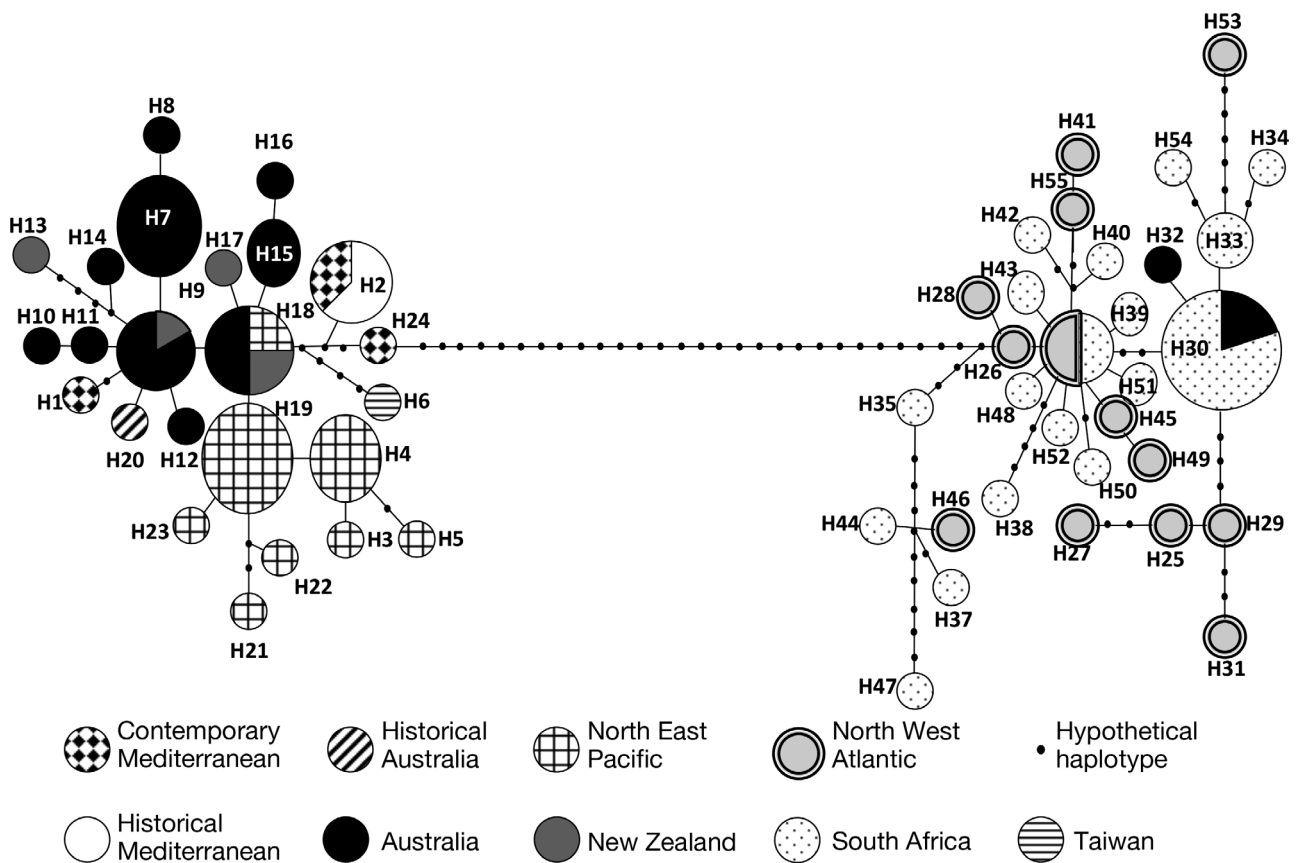 H53
H8
H41
H16
H54
H34
H55
H13
H14
H7
H17
H15
H42
H40
H32
H33
H9
H2
H43
H28
H10
H11
H18
H24
H39
H30
H26
H1
H6
H35
H48
H51
H45
H20
H12
H19
H4
H52
H49
H50
H23
H3
H5
H44
H46
H38
H27
H25
H29
H22
H37
H21
H47
H31
Contemporary
Mediterranean
Historical
Australia
North East
Pacific
North West
Atlantic
Hypothetical
haplotype
Historical
Mediterranean
Australia
New Zealand
South Africa
Taiwan